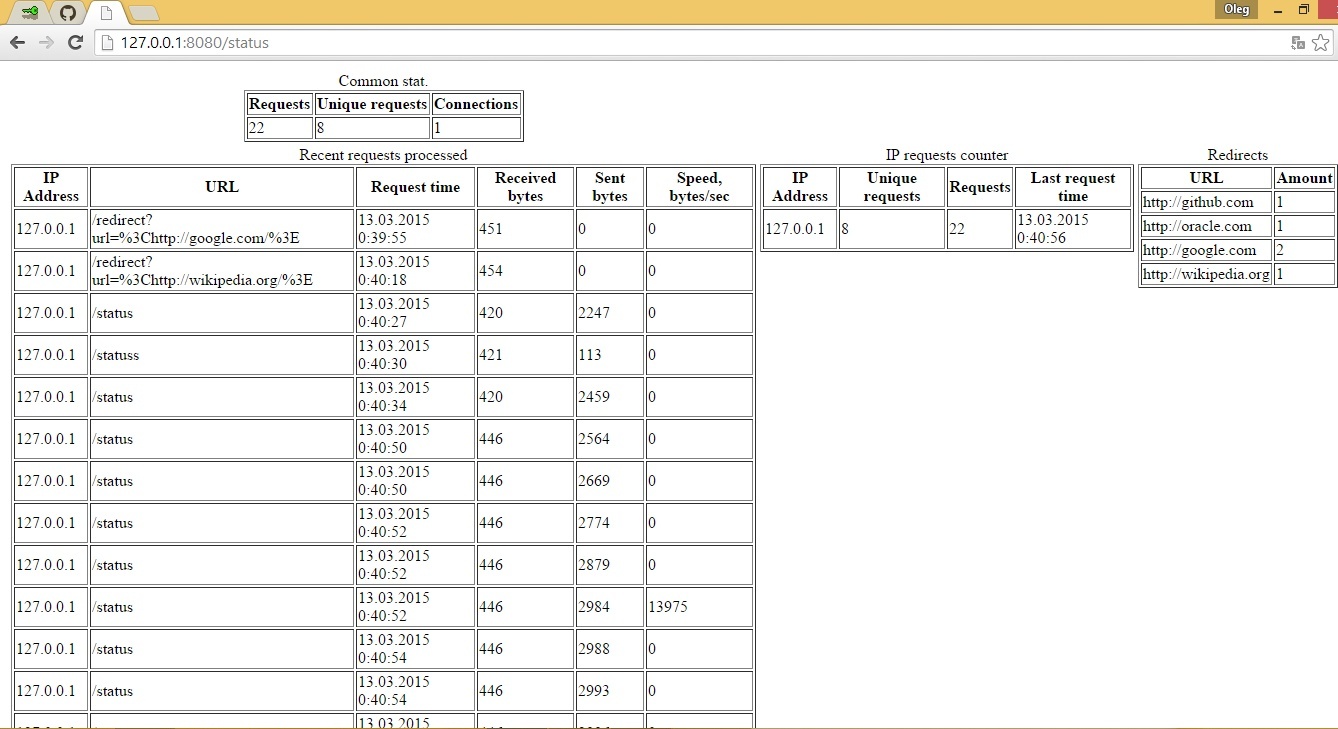 Oleg
127.0.0.1:8080/status
Common stat.
Requests Unique requests Connections
22 8 1
Recent requests processed
IP Address URL Request time Received bytes Sent bytes Speed, bytes/sec
127.0.0.1 /redirect?url=%3Chttp://google.com/%3E 13.03.2015 0:39:55 451 0 0
127.0.0.1 /redirect?url=%3Chttp://wikipedia.org/%3E 13.03.2015 0:40:18 454 0 0
127.0.0.1 /status 13.03.2015 0:40:27 420 2247 0
127.0.0.1 /statuss 13.03.2015 0:40:30 421 113 0
127.0.0.1 /status 13.03.2015 0:40:34 420 2459 0
127.0.0.1 /status 13.03.2015 0:40:50 446 2564 0
127.0.0.1 /status 13.03.2015 0:40:50 446 2669 0
127.0.0.1 /status 13.03.2015 0:40:52 446 2774 0
127.0.0.1 /status 13.03.2015 0:40:52 446 2879 0
127.0.0.1 /status 13.03.2015 0:40:52 446 2984 13975
127.0.0.1 /status 13.03.2015 0:40:54 446 2988 0
127.0.0.1 /status 13.03.2015 0:40:54 446 2993 0
13.03.2015
IP requests counter
IP Address Unique requests Requests Last request time
127.0.0.1 8 22 13.03.2015 0:40:56
Redirects
URL Amount
http://github.com 1
http://oracle.com 1
http://google.com 2
http://wikipedia.org 1